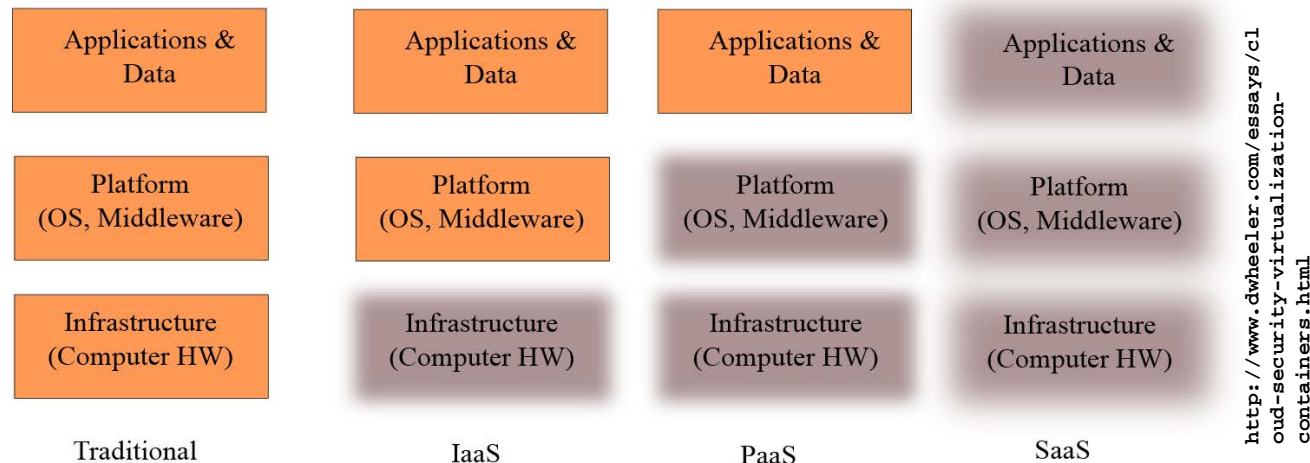 Applications &
Data
Applications &
Data
Applications &
Data
Applications &
Data
Platform
(OS, Middleware)
Platform
(OS, Middleware)
Platform
(OS, Middleware)
Platform
(OS, Middleware)
Infrastructure
(Computer HW)
Infrastructure
(Computer HW)
Infrastructure
(Computer HW)
Infrastructure
(Computer HW)
Traditional
IaaS
PaaS
SaaS
http://www.dwheeler.com/essays/cl
oud-security-virtualization-
containers.html